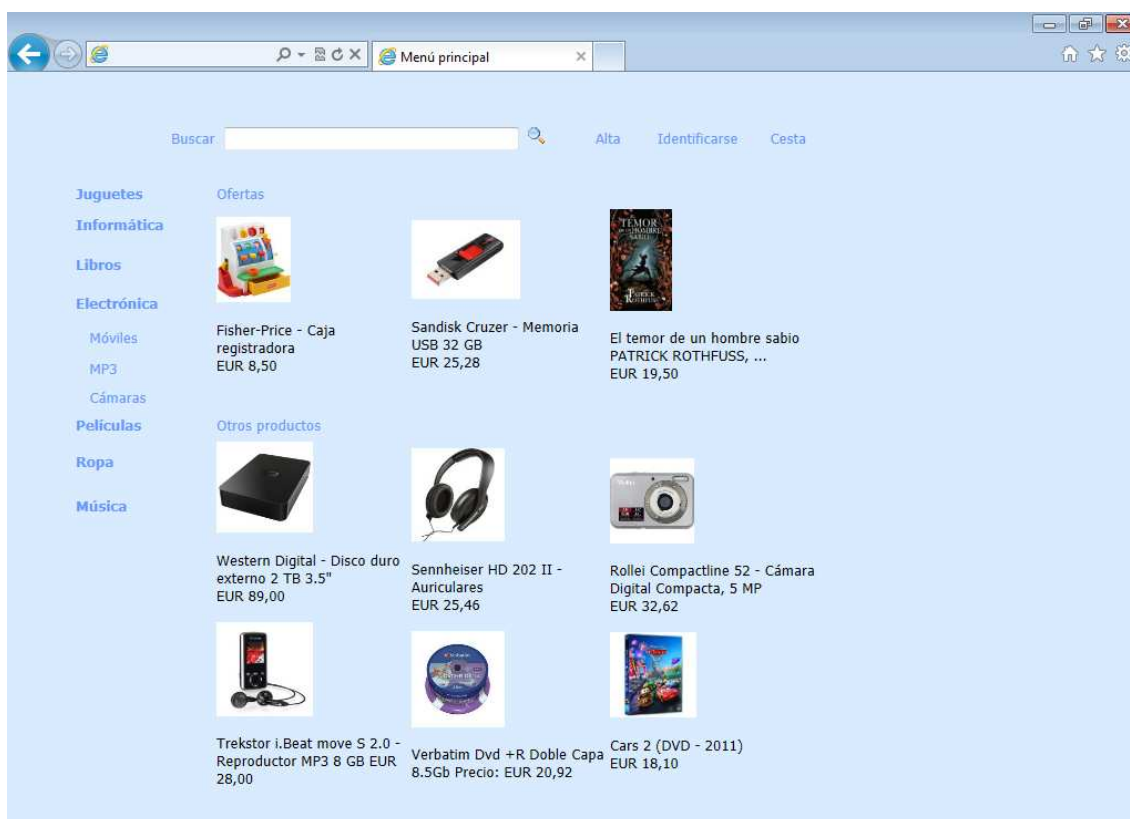 Menú principal
Buscar
Alta
Identificarse
Cesta
Juguetes
Informática
Libros
Electrónica
Móviles
MP3
Cámaras
Películas
Ropa
Música
Ofertas
Fisher-Price - Caja
registradora
EUR 8,50
Sandisk Cruzer - Memoria
USB 32 GB
EUR 25,28
TEMOR
PATRICK
ROTHFUSS
El temor de un hombre sabio
PATRICK ROTHFUSS, ...
EUR 19,50
Otros productos
Western Digital - Disco duro
externo 2 TB 3.5"
EUR 89,00
Sennheiser HD 202 II -
Auriculares
EUR 25,46
Rollei
Rollei Compactline 52 - Cámara
Digital Compacta, 5 MP
EUR 32,62
Trekstor i.Beat move S 2.0 -
Reproductor MP3 8 GB EUR
28,00
Verbatim
Verbatim Dvd +R Doble Capa
8.5Gb Precio: EUR 20,92
Cars 2 (DVD - 2011)
EUR 18,10